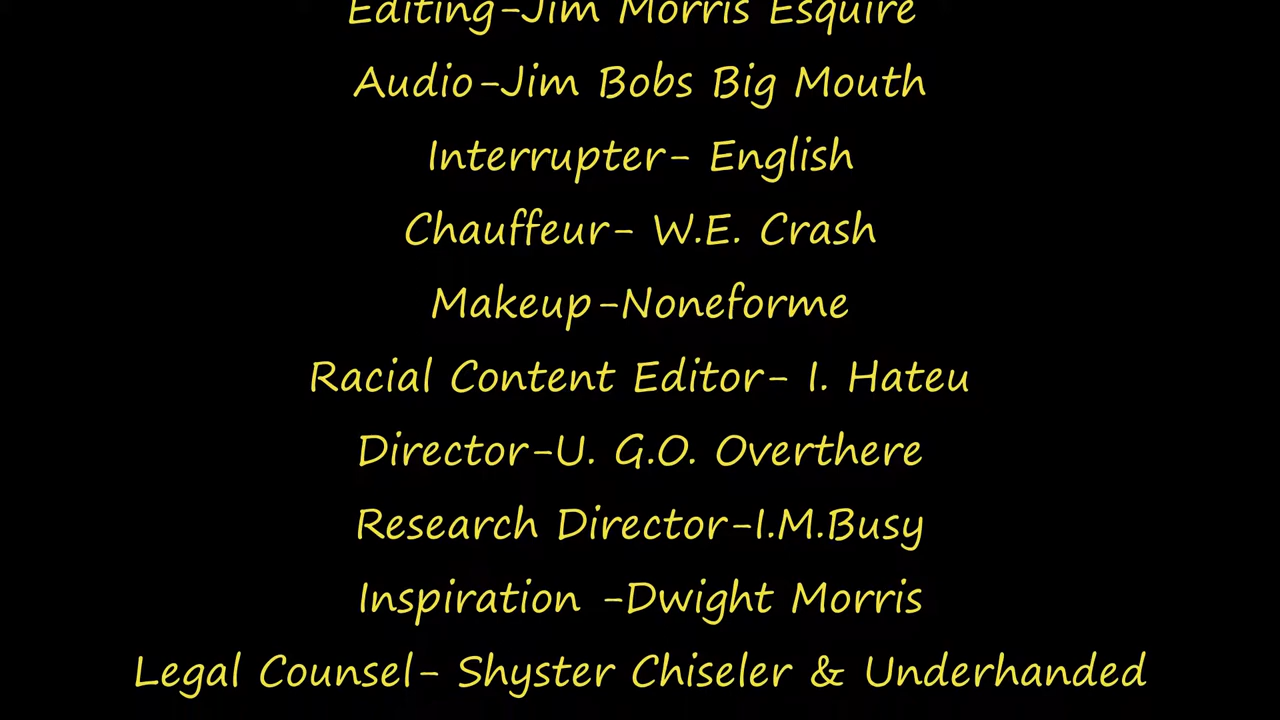 Editing-Jim Morris Esquire
Audio-Jim Bobs Big Mouth
Interrupter- English
Chauffeur- W.E. Crash
Makeup-Noneforme
Racial Content Editor- I. Hateu
Director-U. G.O. Overthere
Research Director-I.M.Busy
Inspiration -Dwight Morris
Legal Counsel- Shyster Chiseler & Underhanded